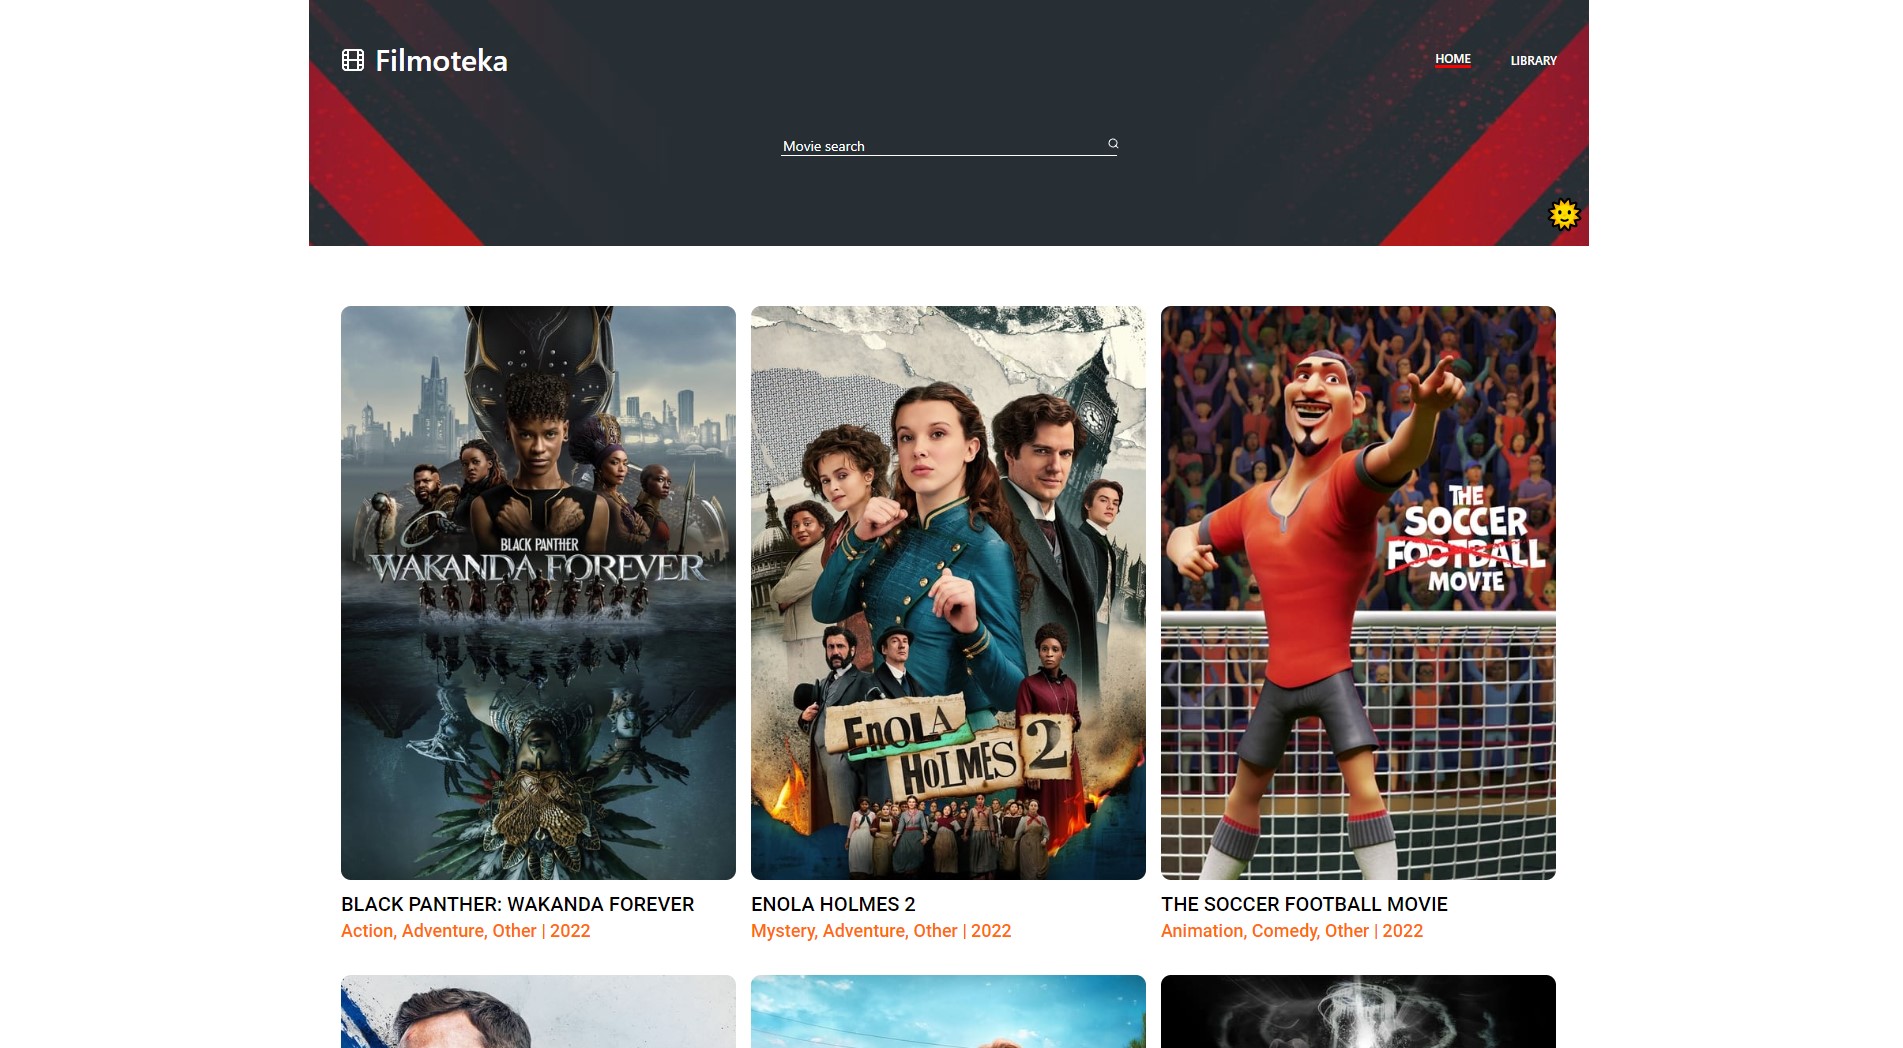 Filmoteka
HOME
LIBRARY
Movie search
BLACK PANTHER
WAKANDA FOREVER
ENOLA
HOLMES 2
THE
SOCCER
FOOTBALL
MOVIE
BLACK PANTHER: WAKANDA FOREVER
Action, Adventure, Other | 2022
ENOLA HOLMES 2
Mystery, Adventure, Other | 2022
THE SOCCER FOOTBALL MOVIE
Animation, Comedy, Other | 2022